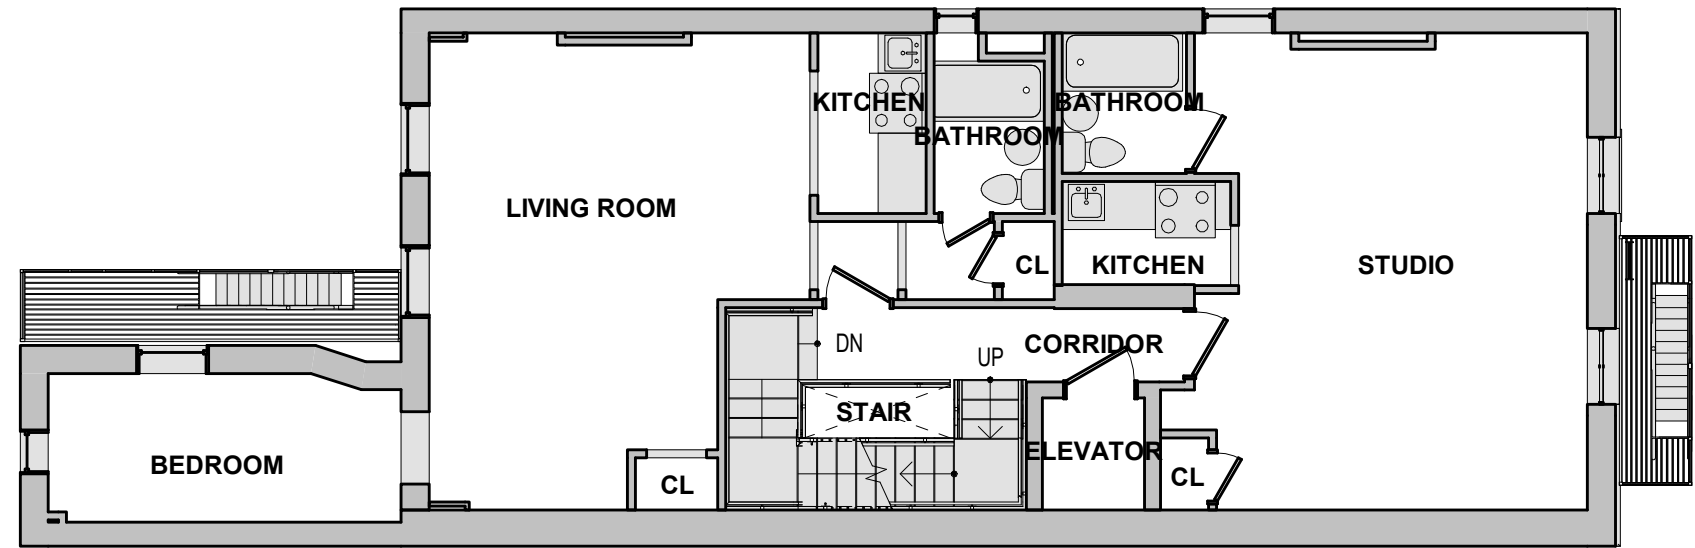 KITCHEN
BATHROOM
BATHROOM
LIVING ROOM
CL
KITCHEN
STUDIO
DN
UP
CORRIDOR
STAIR
ELEVATOR
BEDROOM
CL
CL